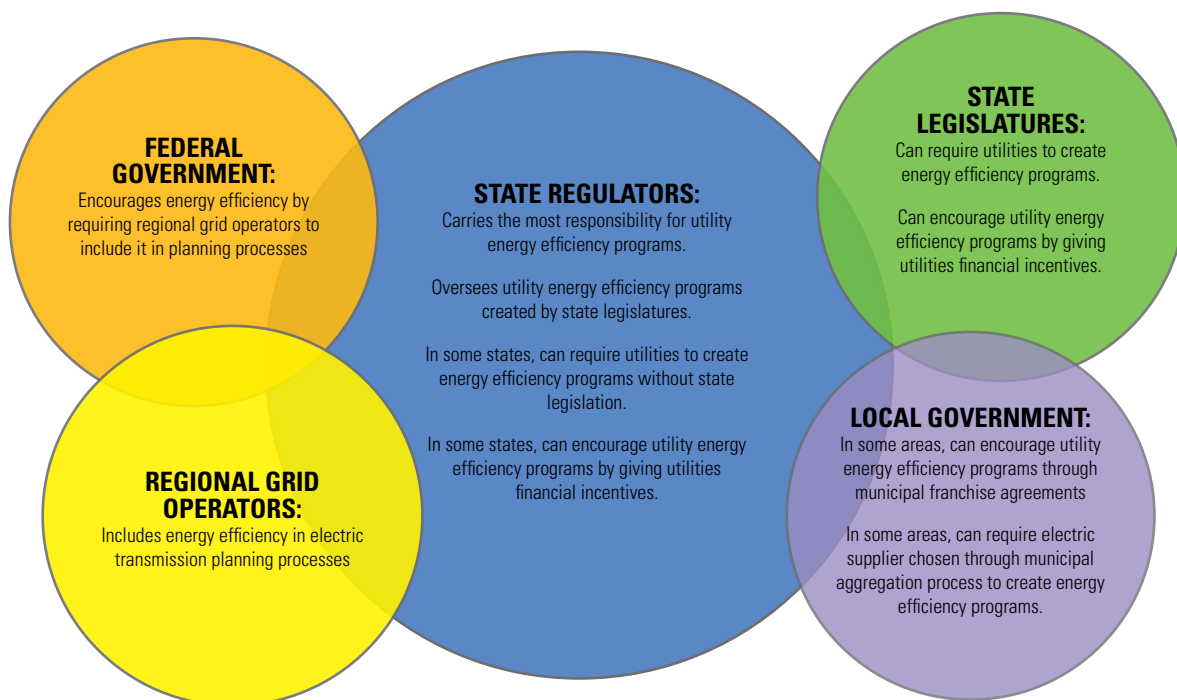 FEDERAL
GOVERNMENT:
Encourages energy efficiency by
requiring regional grid operators to
include it in planning processes
REGIONAL GRID
OPERATORS:
Includes energy efficiency in electric
transmission planning processes
STATE REGULATORS:
Carries the most responsibility for utility
energy efficiency programs.
Oversees utility energy efficiency programs
created by state legislatures.
In some states, can require utilities to create
energy efficiency programs without state
legislation.
In some states, can encourage utility energy
efficiency programs by giving utilities
financial incentives.
STATE
LEGISLATURES:
Can require utilities to create
energy efficiency programs.
Can encourage utility energy
efficiency programs by giving
utilities financial incentives.
LOCAL GOVERNMENT:
In some areas, can encourage utility
energy efficiency programs through
municipal franchise agreements
In some areas, can require electric
supplier chosen through municipal
aggregation process to create energy
efficiency programs.